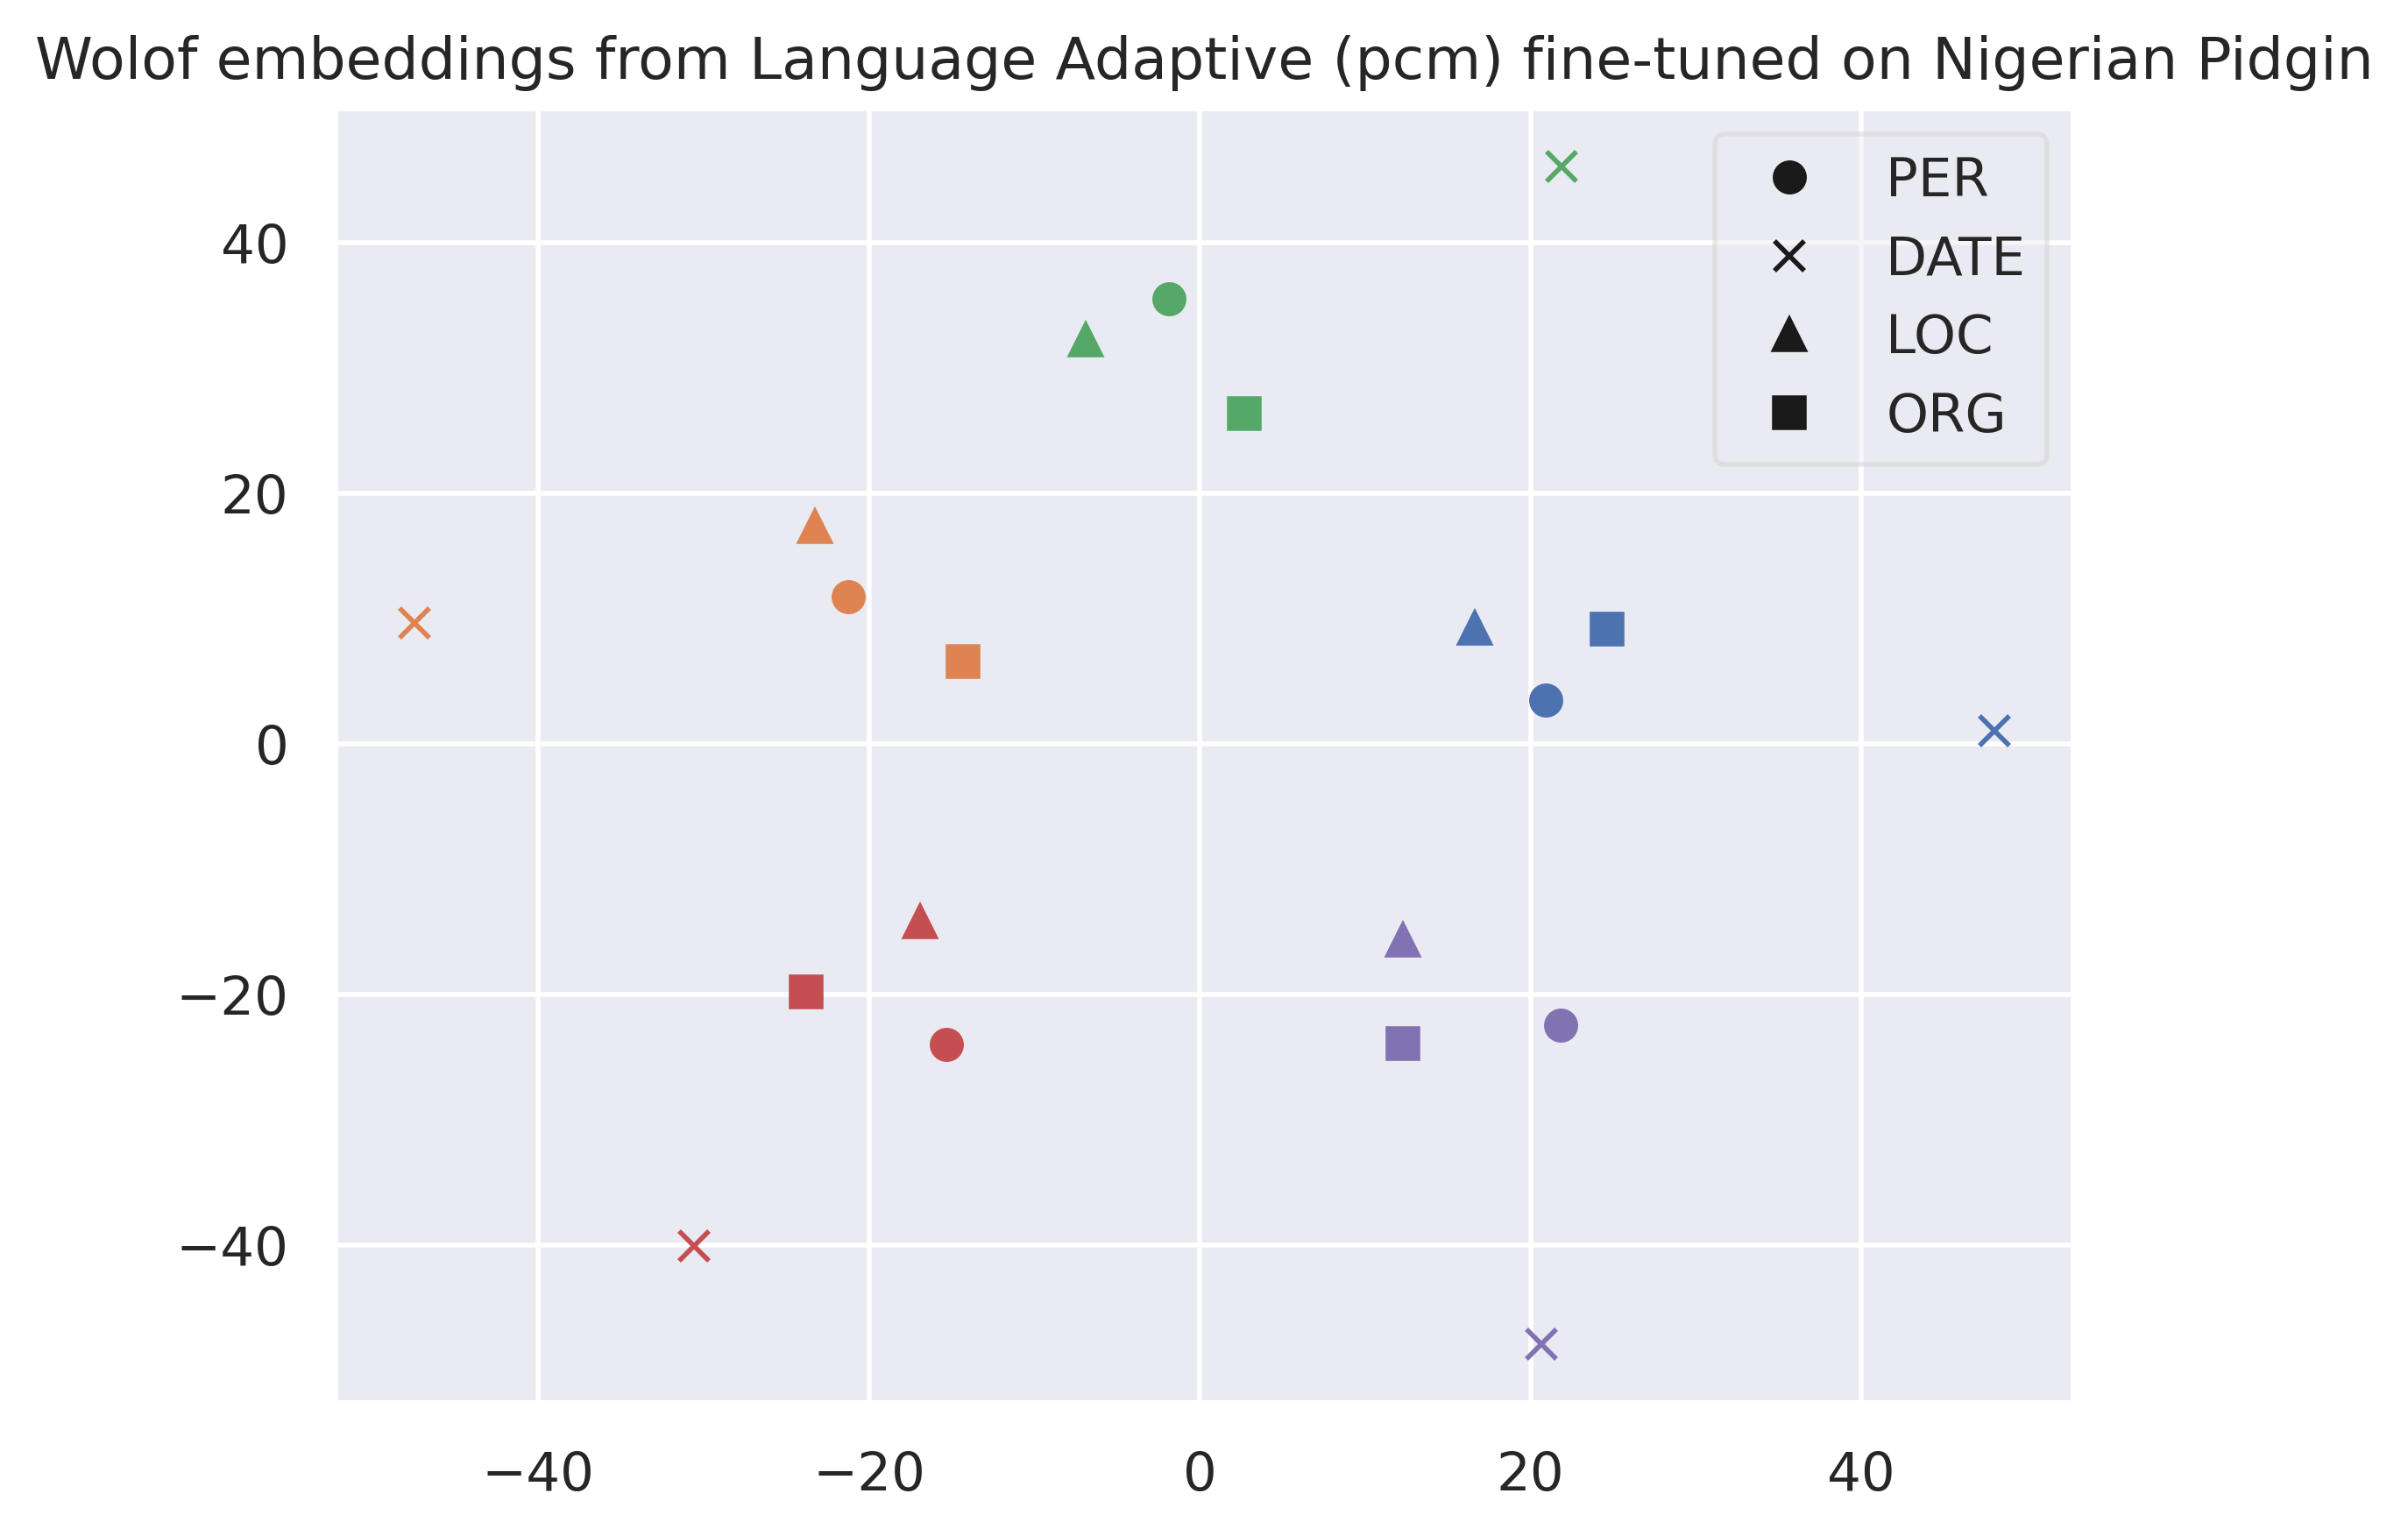 Wolof embeddings from Language Adaptive (pcm) fine-tuned on Nigerian Pidgin
PER
DATE
LOC
ORG
40
20
0
−20
−40
−40 −20 0 20 40